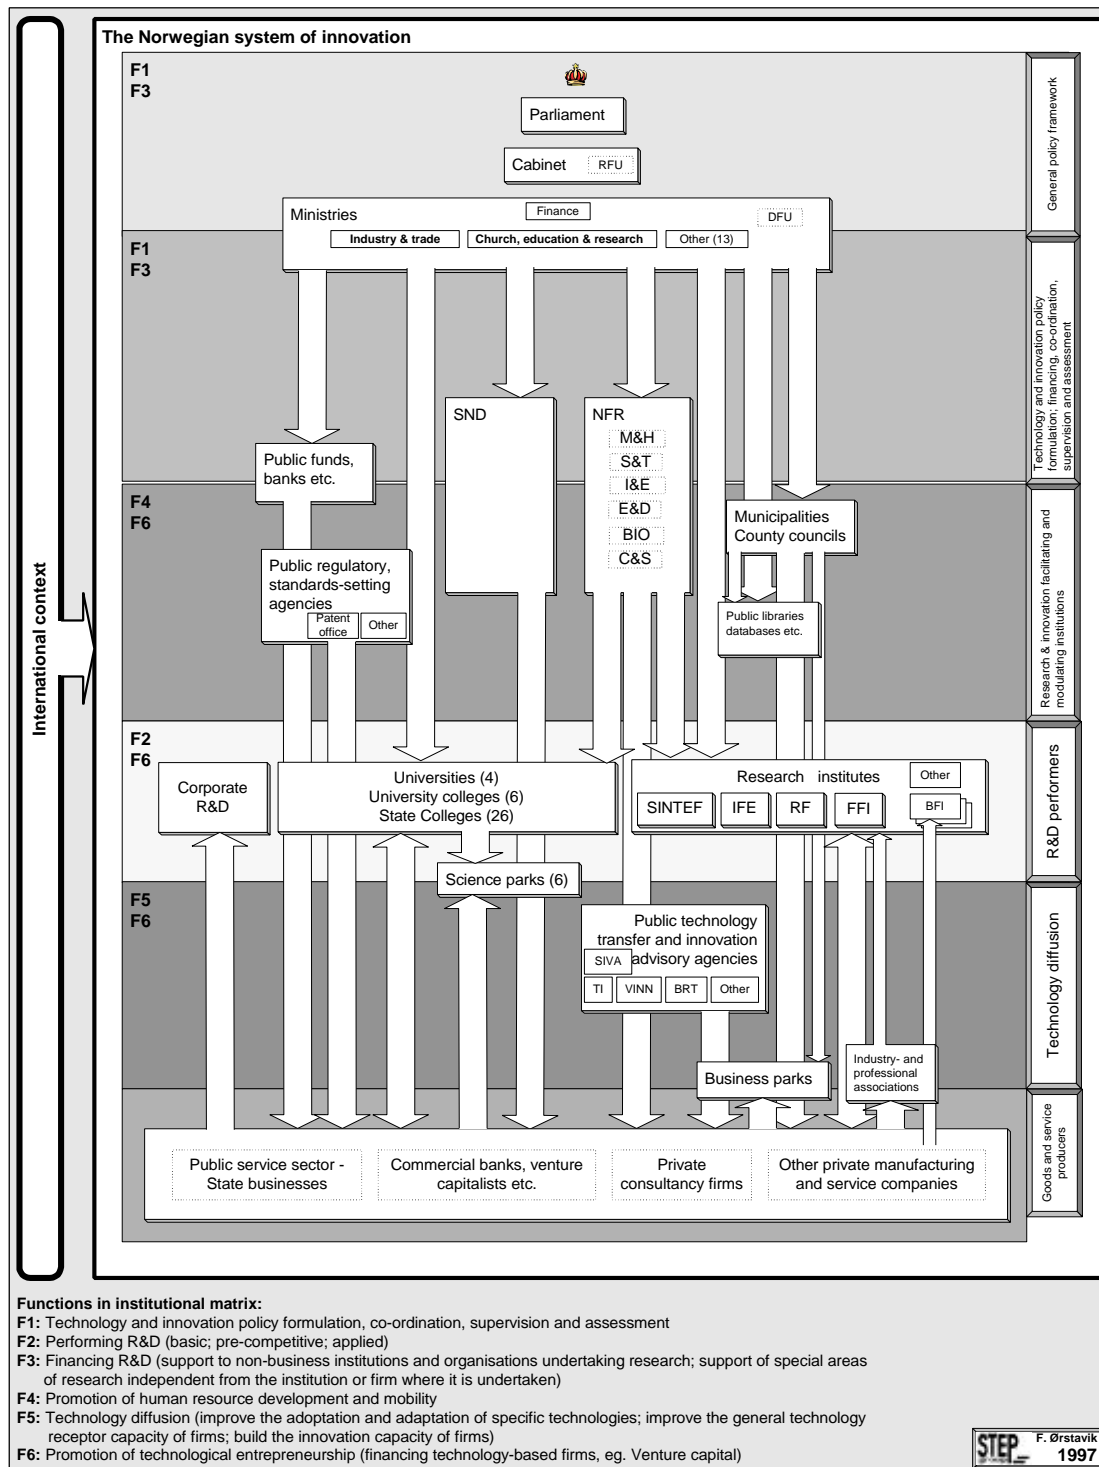 The Norwegian system of innovation
International context
F1
F3
Parliament
Cabinet
RFU
General policy framework
Ministries
Finance
DFU
Industry & trade
Church, education & research
Other (13)
F1
F3
Technology and innovation policy
formulation; financing, co-ordination,
supervision and assessment
SND
NFR
M&H
S&T
I&E
E&D
BIO
C&S
Public funds,
banks etc.
F4
F6
Municipalities
County councils
Public regulatory,
standards-setting
agencies
Patent
office
Other
Public libraries
databases etc.
Research & innovation facilitating and
modulating institutions
F2
F6
Corporate
R&D
Universities (4)
University colleges (6)
State Colleges (26)
Research institutes
Other
SINTEF
IFE
RF
FFI
BFI
R&D performers
Science parks (6)
F5
F6
Public technology
transfer and innovation
advisory agencies
SIVA
TI
VINN
BRT
Other
Technology diffusion
Business parks
Industry- and
professional
associations
Public service sector -
State businesses
Commercial banks, venture
capitalists etc.
Private
consultancy firms
Other private manufacturing
and service companies
Goods and service
producers
Functions in institutional matrix:
F1: Technology and innovation policy formulation, co-ordination, supervision and assessment
F2: Performing R&D (basic; pre-competitive; applied)
F3: Financing R&D (support to non-business institutions and organisations undertaking research; support of special areas
of research independent from the institution or firm where it is undertaken)
F4: Promotion of human resource development and mobility
F5: Technology diffusion (improve the adoption and adaptation of specific technologies; improve the general technology
receptor capacity of firms; build the innovation capacity of firms)
F6: Promotion of technological entrepreneurship (financing technology-based firms, eg. Venture capital)
STEP
F. Ørstavik
1997